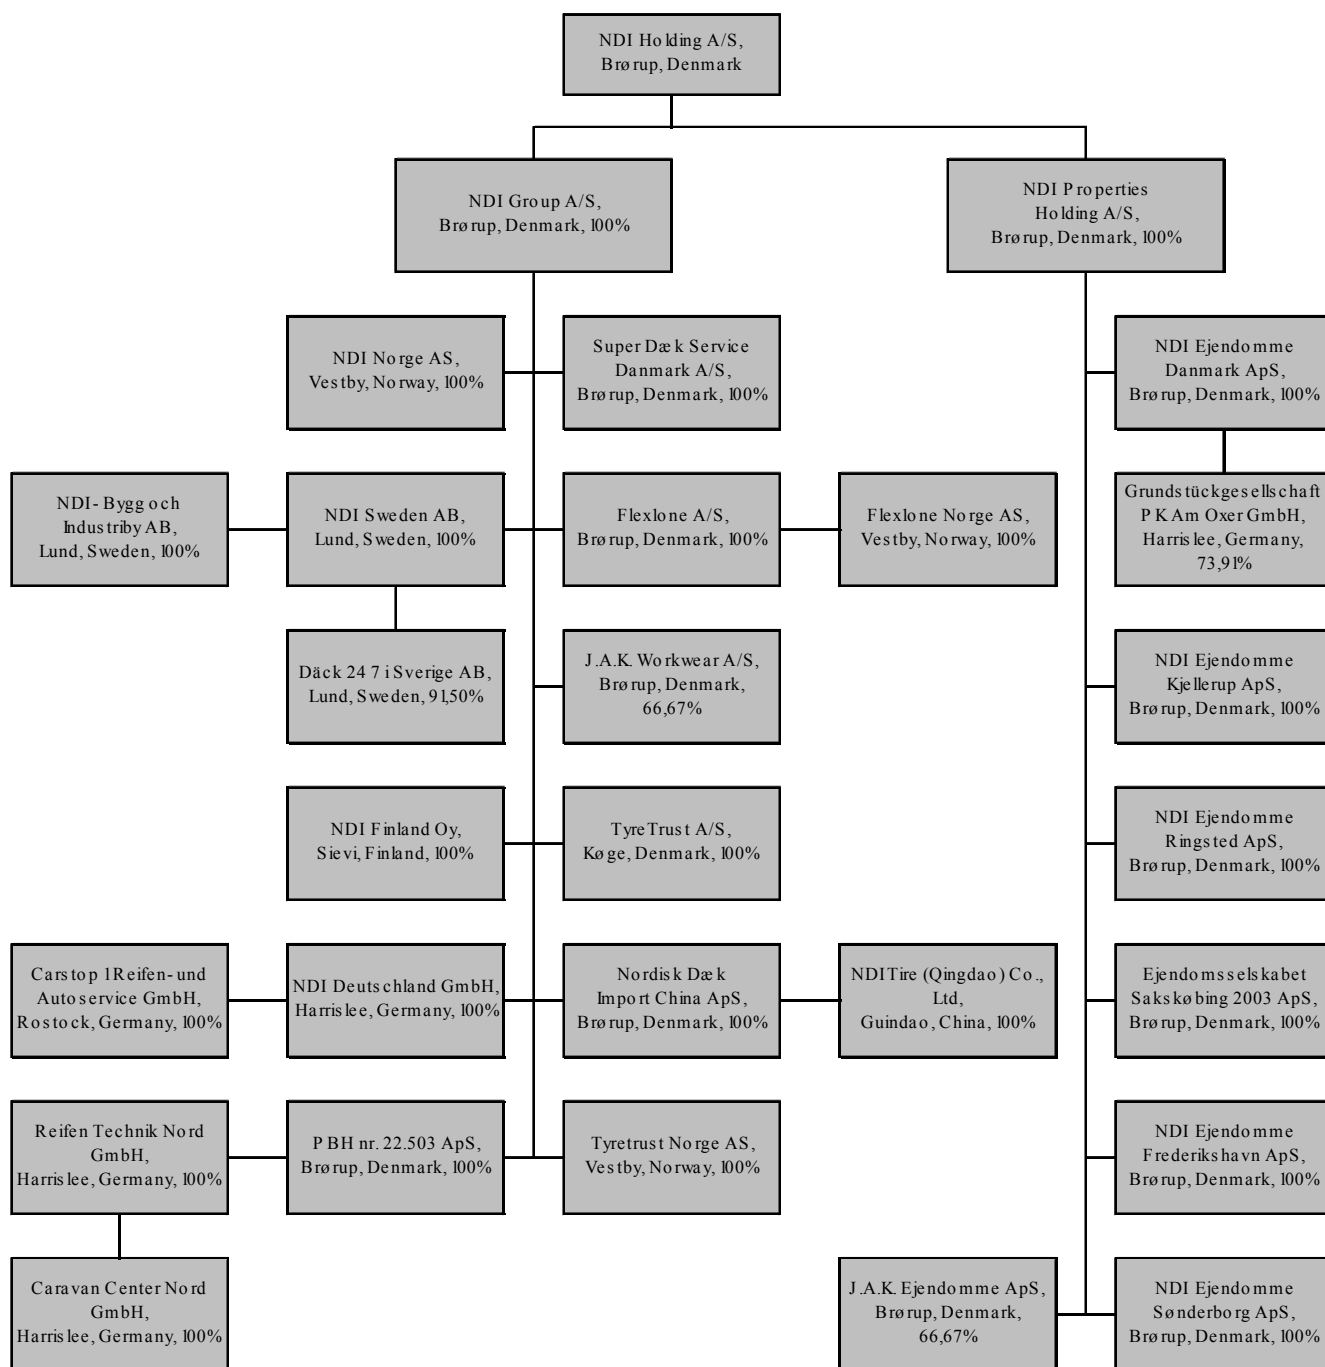 NDI Holding A/S,
Brørup, Denmark
NDI Group A/S,
Brørup, Denmark, 100%
NDI Properties
Holding A/S,
Brørup, Denmark, 100%
NDI Norge AS,
Vestby, Norway, 100%
Super Dæk Service
Danmark A/S,
Brørup, Denmark, 100%
NDI Ejendomme
Danmark ApS,
Brørup, Denmark, 100%
NDI- Bygg och
Industriby AB,
Lund, Sweden, 100%
NDI Sweden AB,
Lund, Sweden, 100%
Flexlone A/S,
Brørup, Denmark, 100%
Flexlone Norge AS,
Vestby, Norway, 100%
Grundstückgesellschaft
PK Am Oxer GmbH,
Harrislee, Germany,
73,91%
Däck 24 7 i Sverige AB,
Lund, Sweden, 91,50%
J.A.K. Workwear A/S,
Brørup, Denmark,
66,67%
NDI Ejendomme
Kjellerup ApS,
Brørup, Denmark, 100%
NDI Finland Oy,
Sievi, Finland, 100%
TyreTrust A/S,
Køge, Denmark, 100%
NDI Ejendomme
Ringsted ApS,
Brørup, Denmark, 100%
Carstop 1 Reifen- und
Autoservice GmbH,
Rostock, Germany, 100%
NDI Deutschland GmbH,
Harrislee, Germany, 100%
Nordisk Dæk
Import China ApS,
Brørup, Denmark, 100%
NDI Tire (Qingdao) Co.,
Ltd,
Guindao, China, 100%
Ejendomsselskabet
Sakskøbing 2003 ApS,
Brørup, Denmark, 100%
Reifen Technik Nord
GmbH,
Harrislee, Germany, 100%
PBH nr. 22.503 ApS,
Brørup, Denmark, 100%
Tyretrust Norge AS,
Vestby, Norway, 100%
NDI Ejendomme
Frederikshavn ApS,
Brørup, Denmark, 100%
Caravan Center Nord
GmbH,
Harrislee, Germany, 100%
J.A.K. Ejendomme ApS,
Brørup, Denmark,
66,67%
NDI Ejendomme
Sønderborg ApS,
Brørup, Denmark, 100%